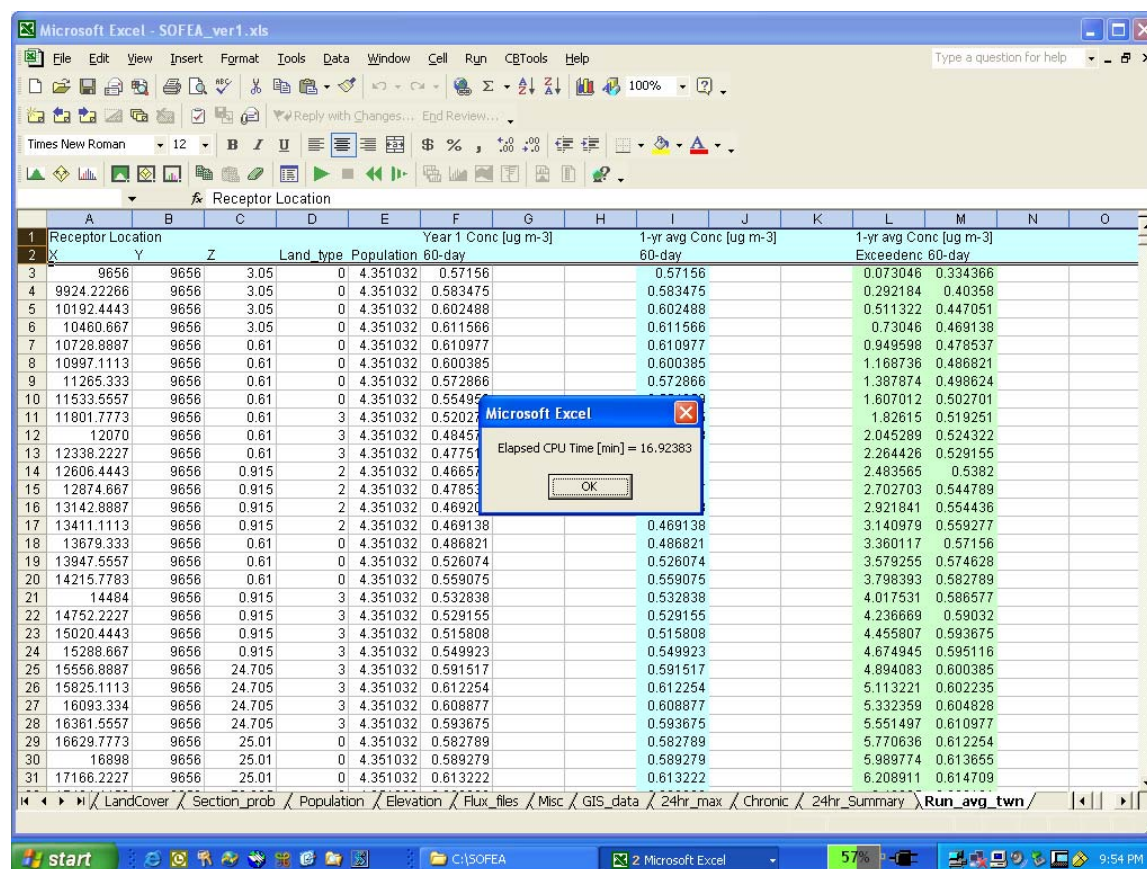 Microsoft Excel - SOFEA_ver1.xls
File Edit View Insert Format Tools Data Window Cell Run CBTools Help Type a question for help
100%
Reply with Changes... End Review...
Times New Roman 12 B I U $ % ,
fx Receptor Location
A B C D E F G H I J K L M N O
1 Receptor Location Year 1 Conc [ug m-3] 1-yr avg Conc [ug m-3] 1-yr avg Conc [ug m-3]
2 X Y Z Land_type Population 60-day 60-day Exceedenc 60-day
3 9656 9656 3.05 0 4.351032 0.57156 0.57156 0.073046 0.334366
4 9924.22266 9656 3.05 0 4.351032 0.583475 0.583475 0.292184 0.40358
5 10192.4443 9656 3.05 0 4.351032 0.602488 0.602488 0.511322 0.447051
6 10460.667 9656 3.05 0 4.351032 0.611566 0.611566 0.73046 0.469138
7 10728.8887 9656 0.61 0 4.351032 0.610977 0.610977 0.949598 0.478537
8 10997.1113 9656 0.61 0 4.351032 0.600385 0.600385 1.168736 0.486821
9 11265.333 9656 0.61 0 4.351032 0.572866 0.572866 1.387874 0.498624
10 11533.5557 9656 0.61 0 4.351032 1.607012 0.502701
11 11801.7773 9656 0.61 3 4.351032 1.82615 0.519251
12 12070 9656 0.61 3 4.351032 2.045289 0.524322
13 12338.2227 9656 0.61 3 4.351032 2.264426 0.529155
14 12606.4443 9656 0.915 2 4.351032 2.483565 0.5382
15 12874.667 9656 0.915 2 4.351032 2.702703 0.544789
16 13142.8887 9656 0.915 2 4.351032 2.921841 0.554436
17 13411.1113 9656 0.915 2 4.351032 0.469138 0.469138 3.140979 0.559277
18 13679.333 9656 0.61 0 4.351032 0.486821 0.486821 3.360117 0.57156
19 13947.5557 9656 0.61 0 4.351032 0.526074 0.526074 3.579255 0.574628
20 14215.7783 9656 0.61 0 4.351032 0.559075 0.559075 3.798393 0.582789
21 14484 9656 0.915 3 4.351032 0.532838 0.532838 4.017531 0.586577
22 14752.2227 9656 0.915 3 4.351032 0.529155 0.529155 4.236669 0.59032
23 15020.4443 9656 0.915 3 4.351032 0.515808 0.515808 4.455807 0.593675
24 15288.667 9656 0.915 3 4.351032 0.549923 0.549923 4.674945 0.595116
25 15556.8887 9656 24.705 3 4.351032 0.591517 0.591517 4.894083 0.600385
26 15825.1113 9656 24.705 3 4.351032 0.612254 0.612254 5.113221 0.602235
27 16093.334 9656 24.705 3 4.351032 0.608877 0.608877 5.332359 0.604828
28 16361.5557 9656 24.705 3 4.351032 0.593675 0.593675 5.551497 0.610977
29 16629.7773 9656 25.01 0 4.351032 0.582789 0.582789 5.770636 0.612254
30 16898 9656 25.01 0 4.351032 0.589279 0.589279 5.989774 0.613655
31 17166.2227 9656 25.01 0 4.351032 0.613222 0.613222 6.208911 0.614709
Microsoft Excel
Elapsed CPU Time [min] = 16.92383
OK
LandCover / Section_prob / Population / Elevation / Flux_files / Misc / GIS_data / 24hr_max / Chronic / 24hr_Summary \ Run_avg_twn /
start C:\SOFEA 2 Microsoft Excel 57% 9:54 PM